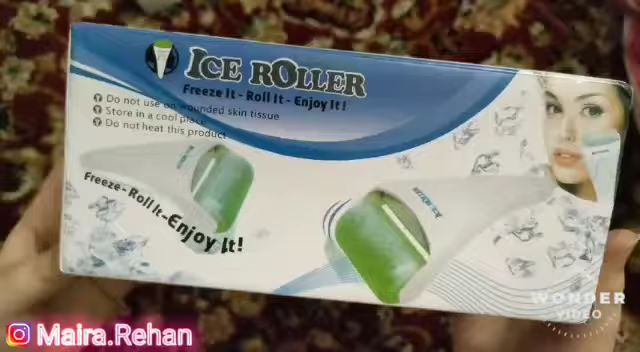 ICE ROLLER
Freeze It - Roll It - Enjoy It!
Do not use on wounded skin tissue
Store in a cool place
Do not heat this product
Freeze - Roll It - Enjoy It!
WONDER
VIDEO
Maira.Rehan